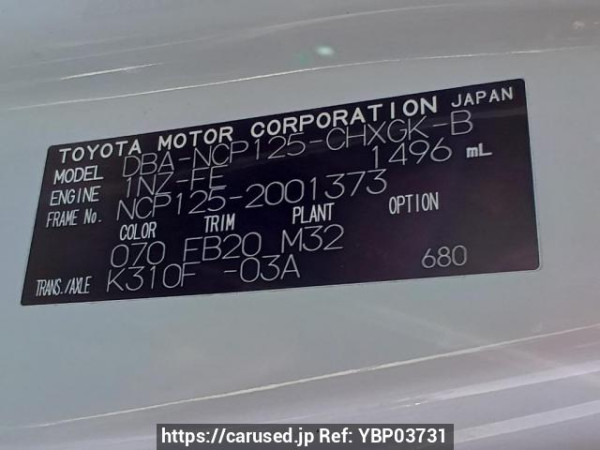 TOYOTA MOTOR CORPORATION JAPAN
MODEL DBA-NCP125-CHXGK-B
ENGINE 1NZ-FE 1496 mL
FRAME No. NCP125-2001373
COLOR TRIM PLANT OPTION
070 FB20 M32
TRANS./AXLE K310F -03A 680
https://carused.jp Ref: YBP03731